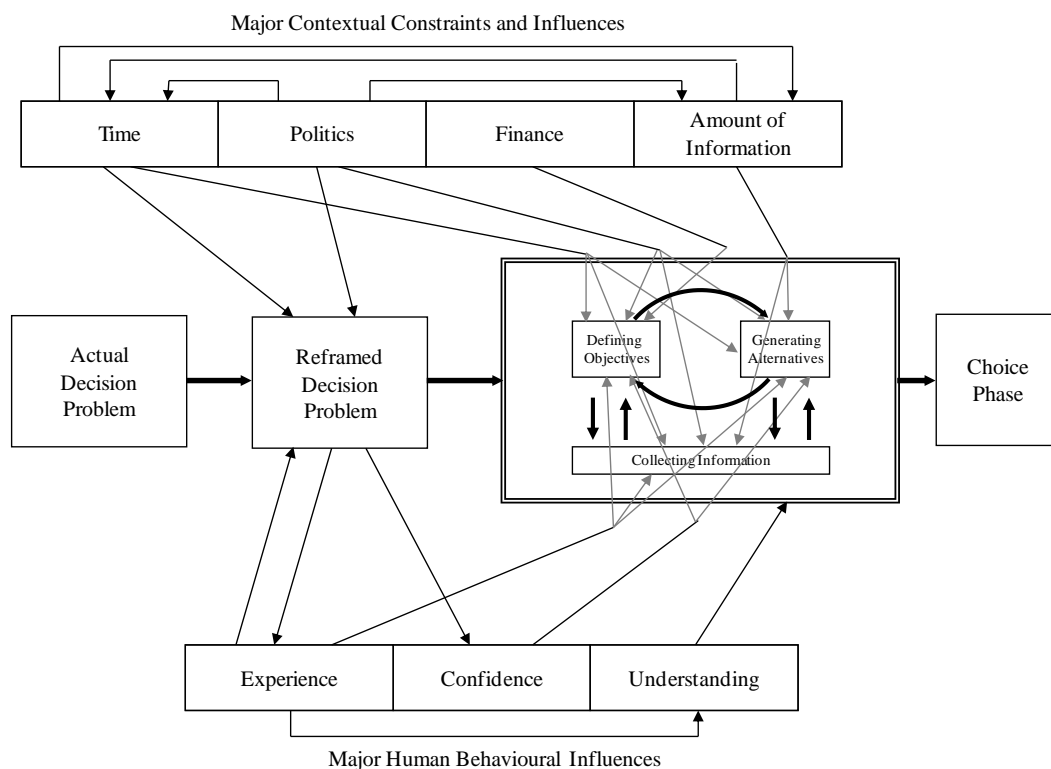 Major Contextual Constraints and Influences
Time
Politics
Finance
Amount of
Information
Actual
Decision
Problem
Reframed
Decision
Problem
Defining
Objectives
Generating
Alternatives
Collecting Information
Choice
Phase
Experience
Confidence
Understanding
Major Human Behavioural Influences